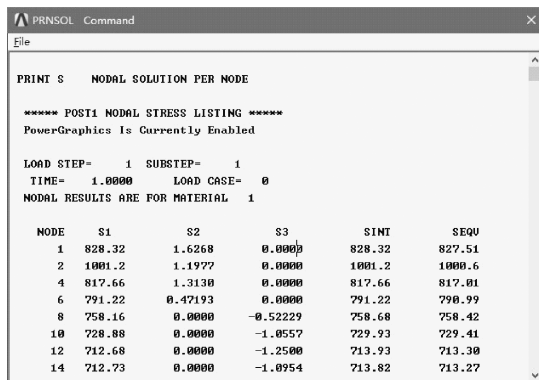 PRNSOL Command
File
PRINT S NODAL SOLUTION PER NODE
***** POST1 NODAL STRESS LISTING *****
PowerGraphics Is Currently Enabled
LOAD STEP= 1 SUBSTEP= 1
TIME= 1.0000 LOAD CASE= 0
NODAL RESULTS ARE FOR MATERIAL 1
NODE S1 S2 S3 SINT SEQV
1 828.32 1.6268 0.0000 828.32 827.51
2 1001.2 1.1977 0.0000 1001.2 1000.6
4 817.66 1.3130 0.0000 817.66 817.01
6 791.22 0.47193 0.0000 791.22 790.99
8 758.16 0.0000 -0.52229 758.68 758.42
10 728.88 0.0000 -1.0557 729.93 729.41
12 712.68 0.0000 -1.2500 713.93 713.30
14 712.73 0.0000 -1.0954 713.82 713.27